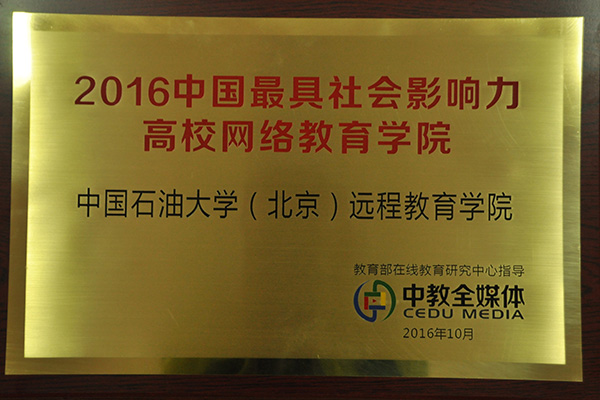 2016中国最具社会影响力
高校网络教育学院
中国石油大学（北京）远程教育学院
教育部在线教育研究中心指导
中教全媒体
CEDU MEDIA
2016年10月